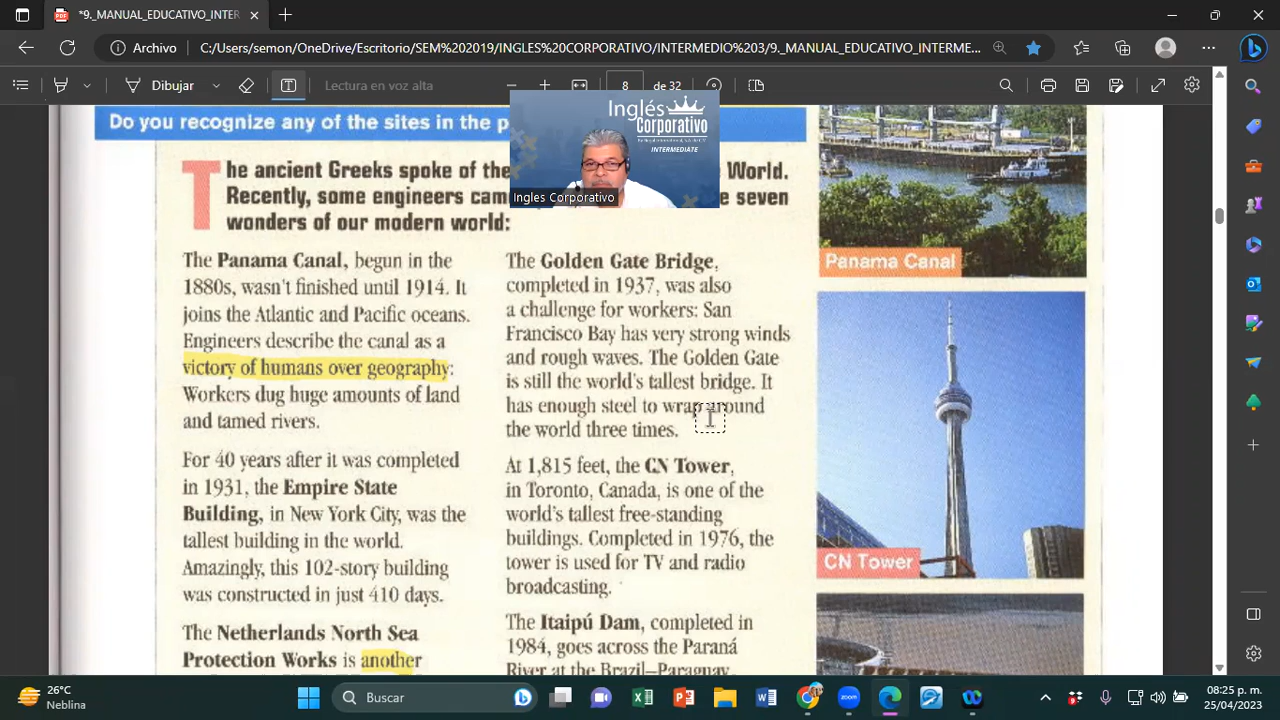 *9._MANUAL_EDUCATIVO_INTERME
Archivo
C:/Users/semon/OneDrive/Escritorio/SEM%202019/INGLES%20CORPORATIVO/INTERMEDIO%203/9._MANUAL_EDUCATIVO_INTERME...
Dibujar
Lectura en voz alta
8
de 32
Do you recognize any of the sites in the
Inglés
Corporativo
INTERMEDIATE
Ingles Corporativo
The ancient Greeks spoke of the
World.
Recently, some engineers cam
e seven
wonders of our modern world:
The Panama Canal, begun in the
1880s, wasn't finished until 1914. It
joins the Atlantic and Pacific oceans.
Engineers describe the canal as a
victory of humans over geography:
Workers dug huge amounts of land
and tamed rivers.
For 40 years after it was completed
in 1931, the Empire State
Building, in New York City, was the
tallest building in the world.
Amazingly, this 102-story building
was constructed in just 410 days.
The Netherlands North Sea
Protection Works is another
The Golden Gate Bridge,
completed in 1937, was also
a challenge for workers: San
Francisco Bay has very strong winds
and rough waves. The Golden Gate
is still the world's tallest bridge. It
has enough steel to wrap around
the world three times.
At 1,815 feet, the CN Tower,
in Toronto, Canada, is one of the
world's tallest free-standing
buildings. Completed in 1976, the
tower is used for TV and radio
broadcasting.
The Itaipú Dam, completed in
1984, goes across the Paraná
River at the Brazil–Paraguay
Panama Canal
CN Tower
26°C
Neblina
Buscar
08:25 p. m.
25/04/2023